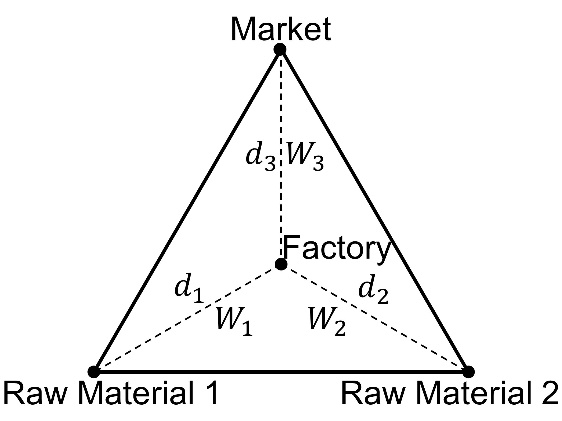 Market
d₃ W₃
Factory
d₁ d₂
W₁ W₂
Raw Material 1 Raw Material 2